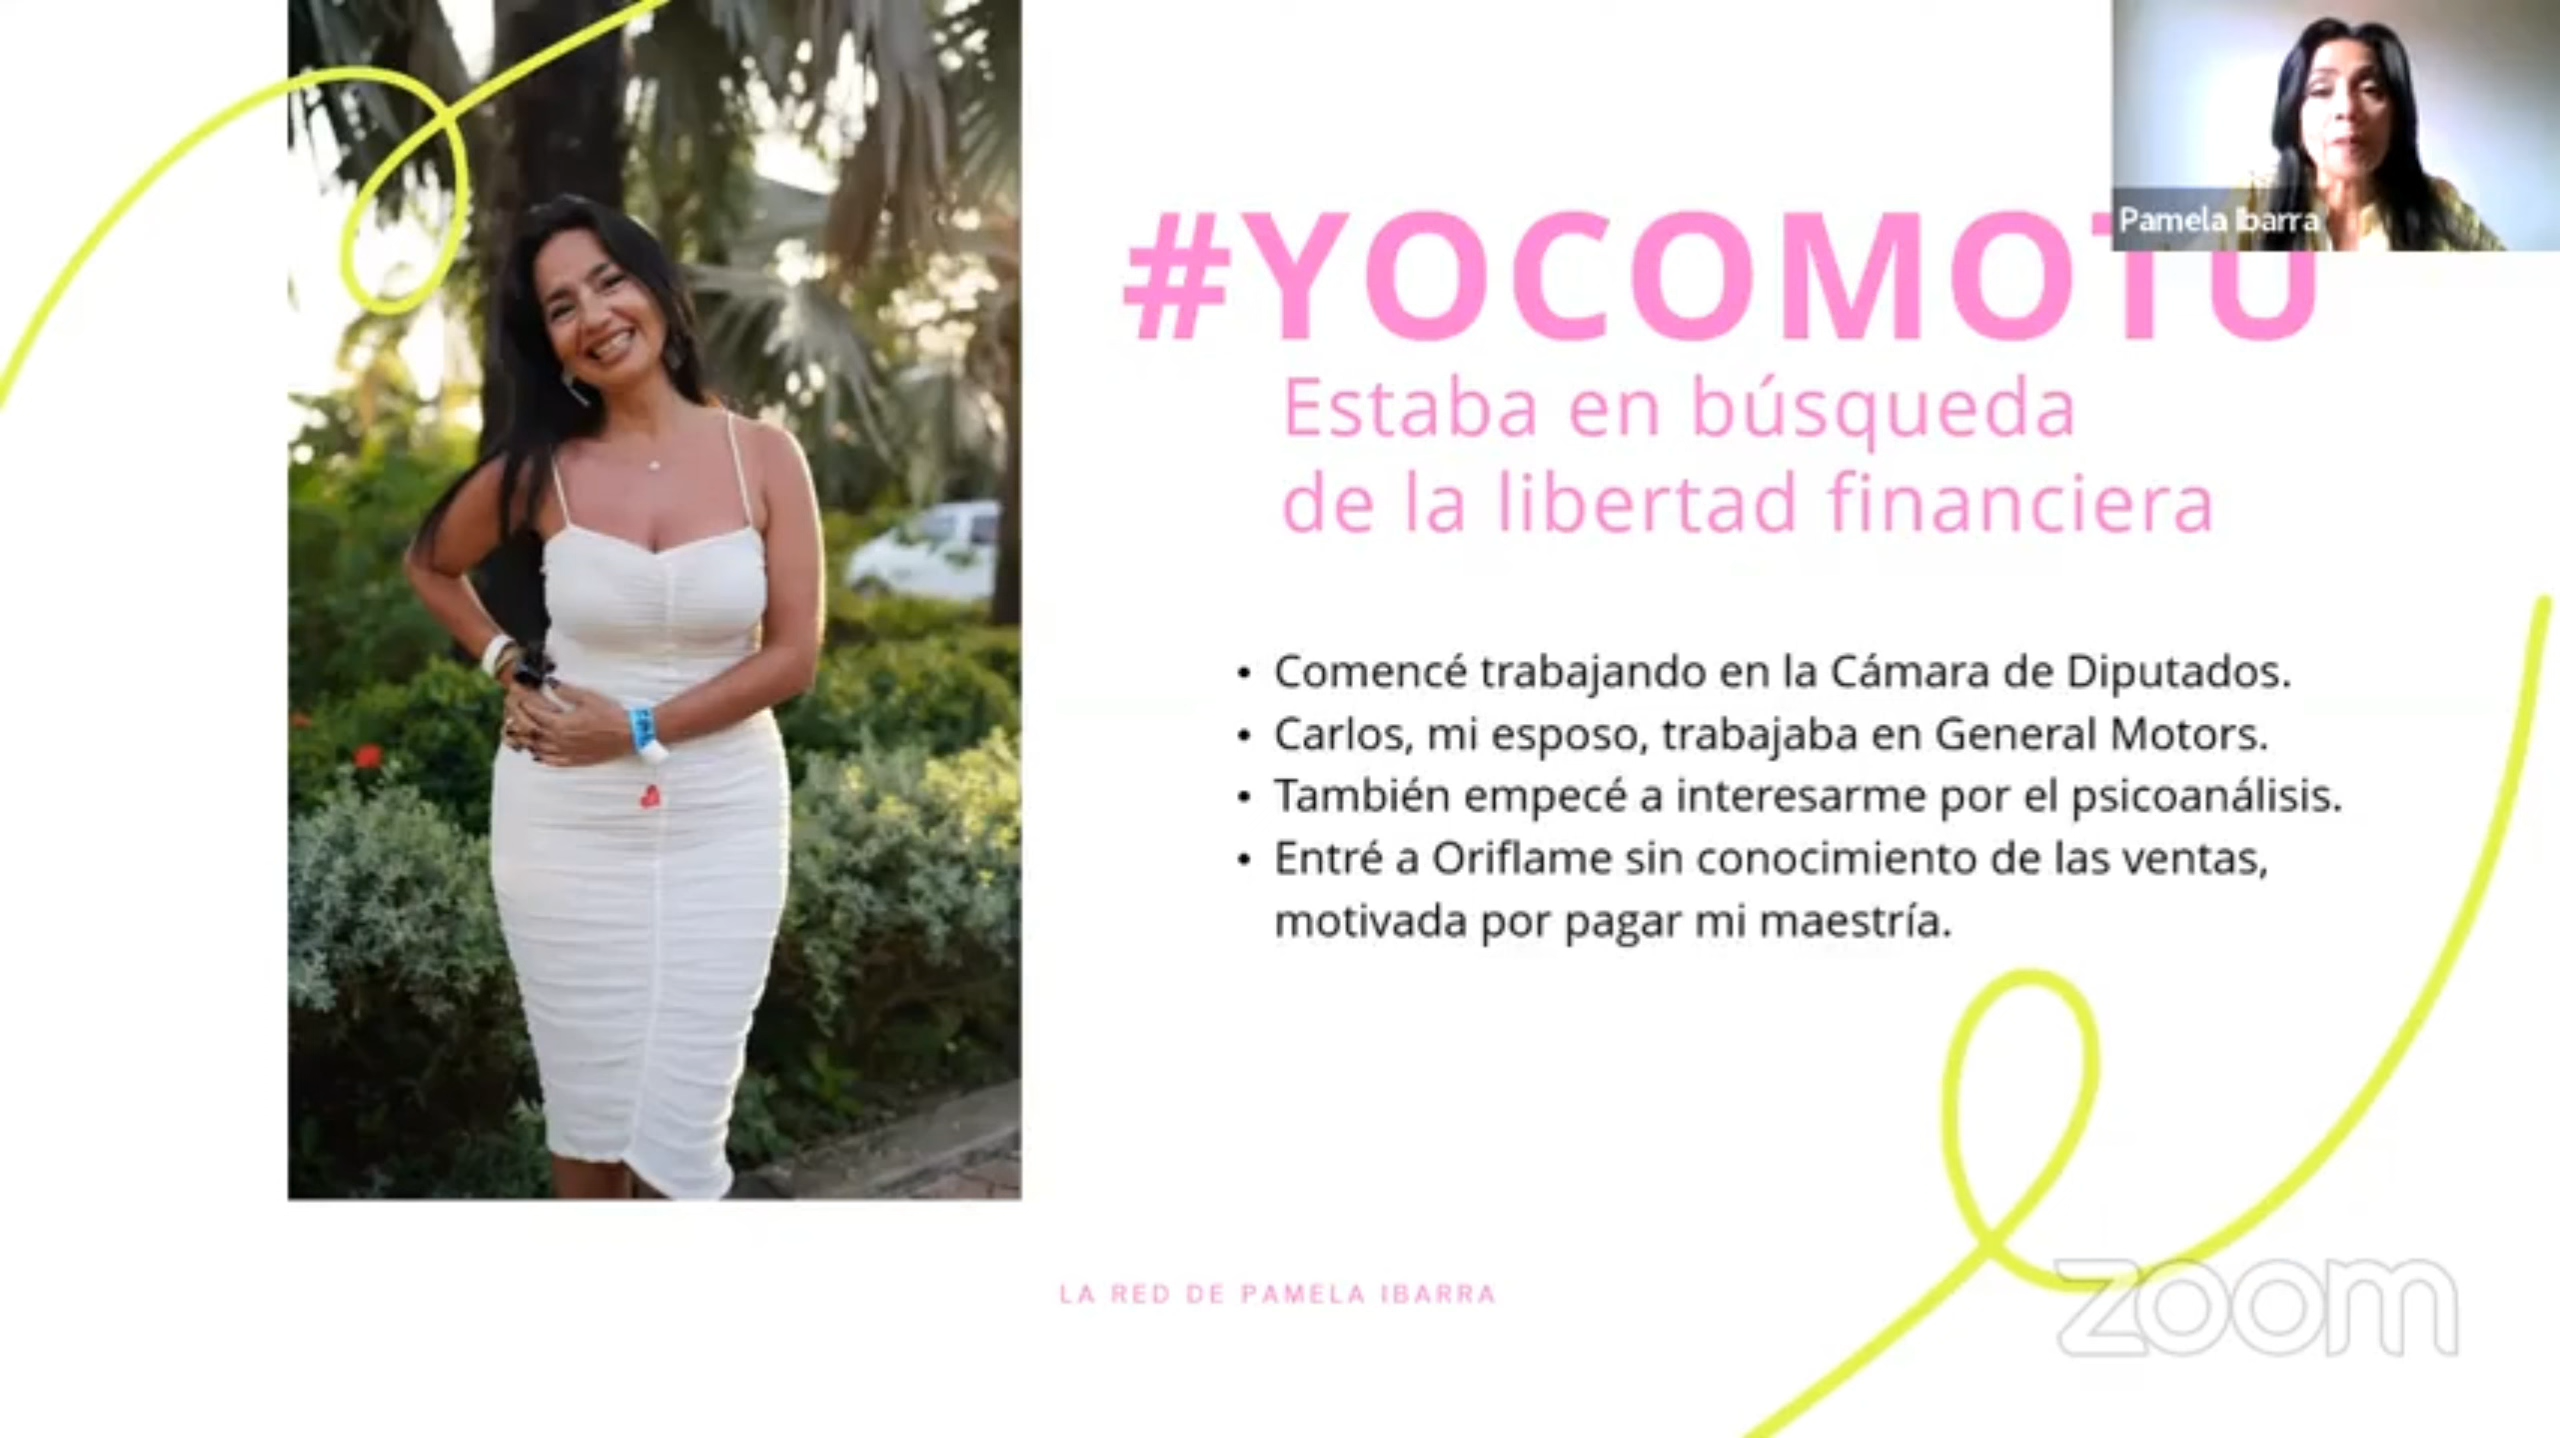 Pamela Ibarra
#YOCOMOTÚ
Estaba en búsqueda
de la libertad financiera
• Comencé trabajando en la Cámara de Diputados.
• Carlos, mi esposo, trabajaba en General Motors.
• También empecé a interesarme por el psicoanálisis.
• Entré a Oriflame sin conocimiento de las ventas,
motivada por pagar mi maestría.
LA RED DE PAMELA IBARRA
zoom